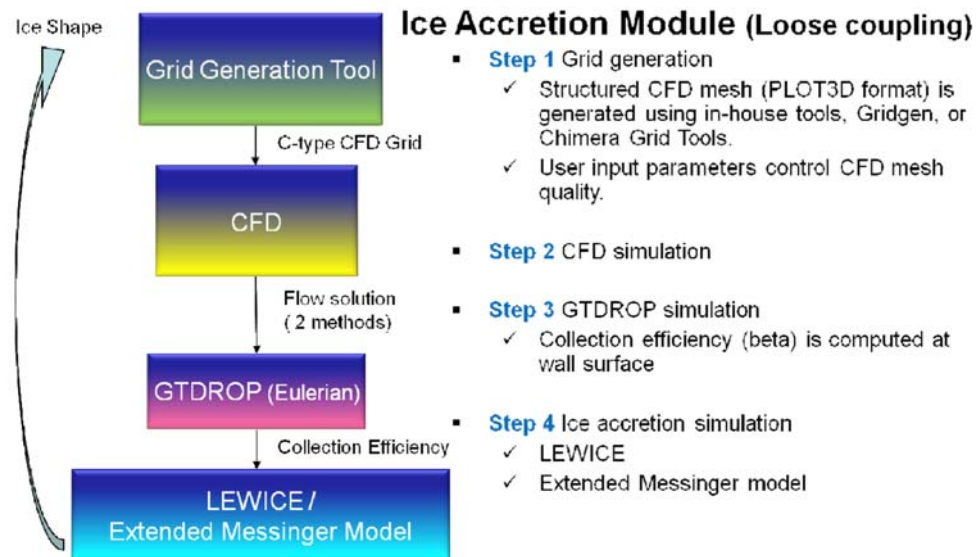 Ice Shape
Grid Generation Tool
C-type CFD Grid
CFD
Flow solution
( 2 methods)
GTDROP (Eulerian)
Collection Efficiency
LEWICE /
Extended Messinger Model
Ice Accretion Module (Loose coupling)
▪ Step 1 Grid generation
✓ Structured CFD mesh (PLOT3D format) is
generated using in-house tools, Gridgen, or
Chimera Grid Tools.
✓ User input parameters control CFD mesh
quality.
▪ Step 2 CFD simulation
▪ Step 3 GTDROP simulation
✓ Collection efficiency (beta) is computed at
wall surface
▪ Step 4 Ice accretion simulation
✓ LEWICE
✓ Extended Messinger model